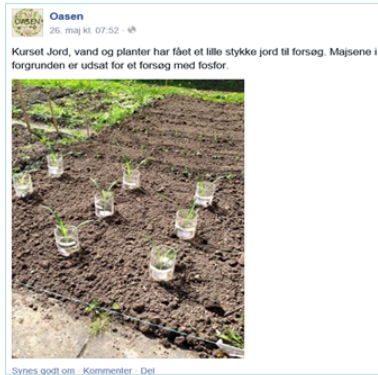 OASEN
Oasen
26. maj kl. 07:52 ·
Kurset Jord, vand og planter har fået et lille stykke jord til forsøg. Majsene i
forgrunden er udsat for et forsøg med fosfor.
Synes godt om · Kommenter · Del